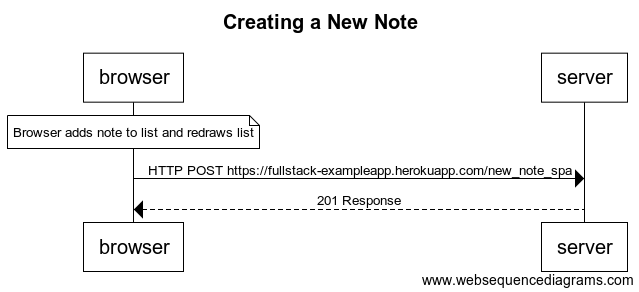 Creating a New Note
browser
server
Browser adds note to list and redraws list
HTTP POST https://fullstack-exampleapp.herokuapp.com/new_note_spa
201 Response
browser
server
www.websequencediagrams.com